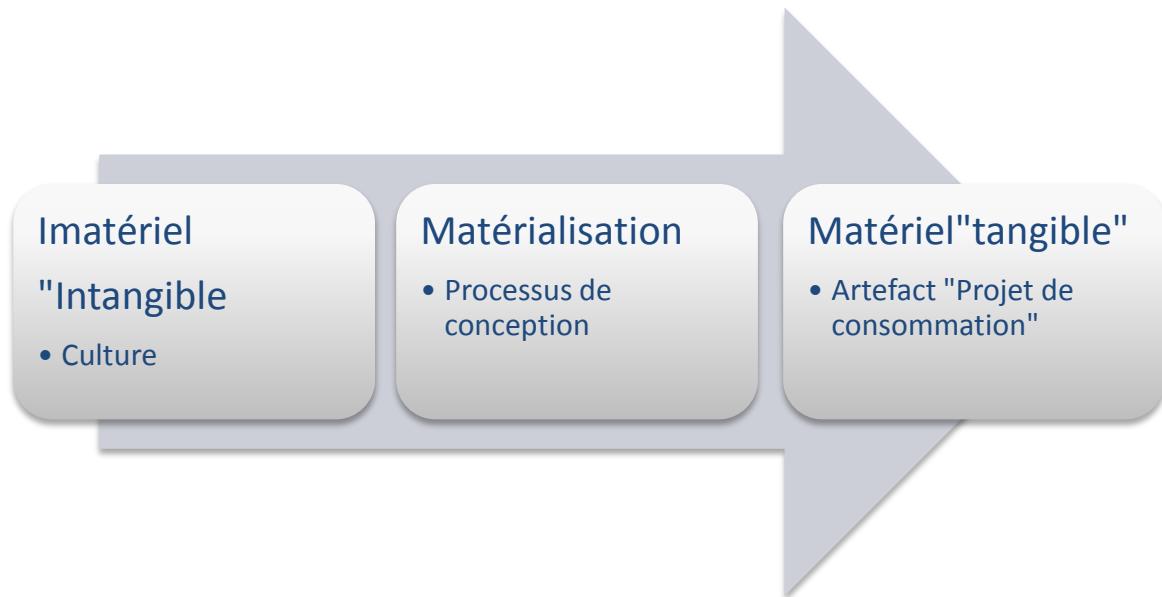 Imatériel
"Intangible
• Culture
Matérialisation
• Processus de
conception
Matériel"tangible"
• Artefact "Projet de
consommation"